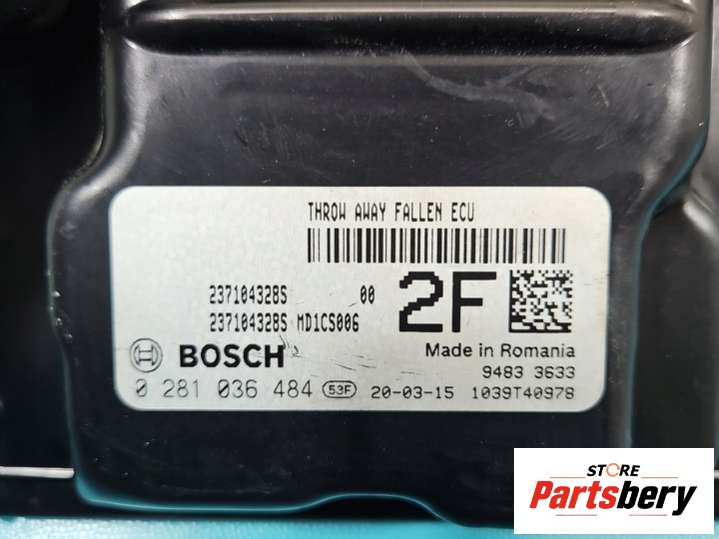 THROW AWAY FALLEN ECU
237104328S 00
237104328S MD1CS006
2F
BOSCH
Made in Romania
9483 3633
0 281 036 484 53F 20-03-15 1039T40978
STORE
Partsbery